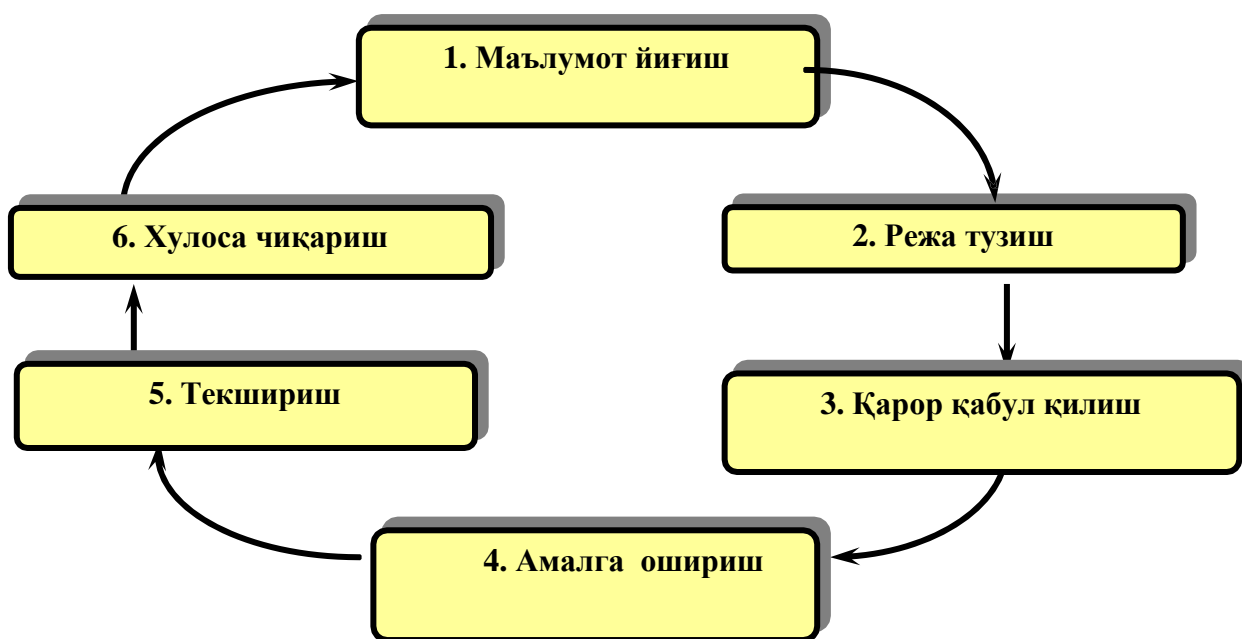 1. Маълумот йиғиш
2. Режа тузиш
3. Қарор қабул қилиш
4. Амалга  ошириш
5. Текшириш
6. Хулоса чиқариш